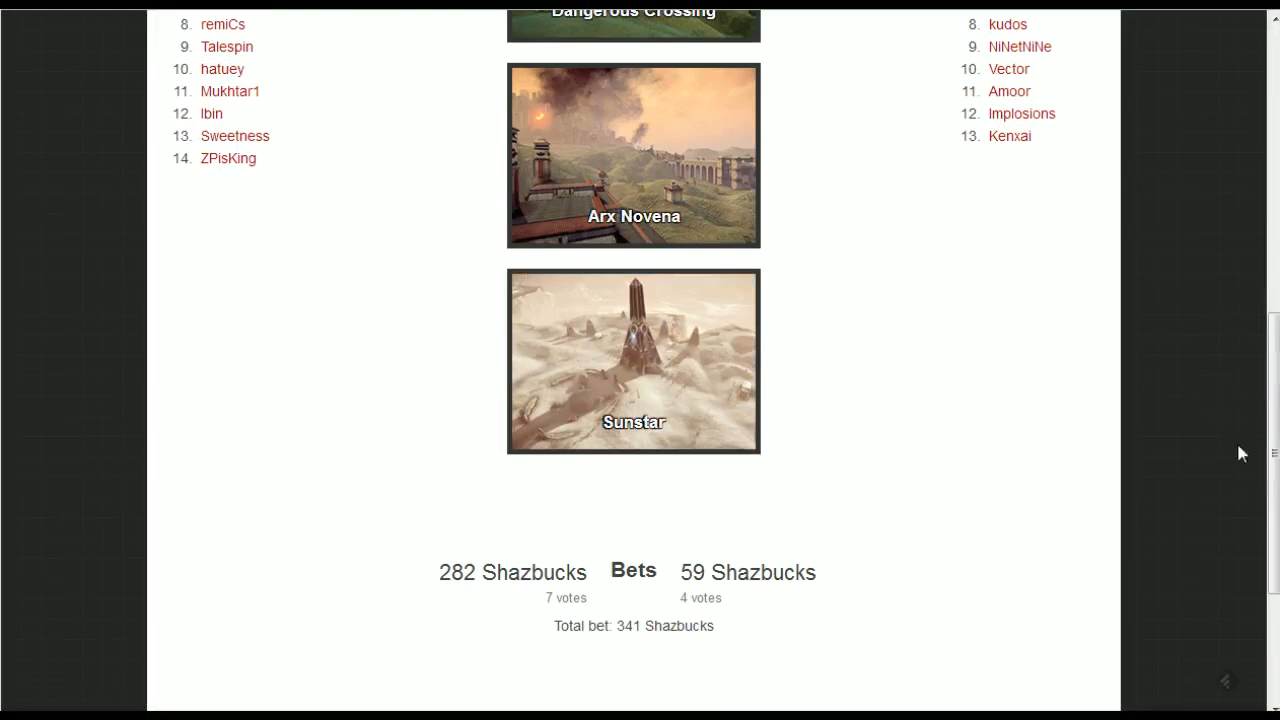 8. remiCs
9. Talespin
10. hatuey
11. Mukhtar1
12. Ibin
13. Sweetness
14. ZPisKing
Dangerous Crossing
Arx Novena
Sunstar
8. kudos
9. NiNetNiNe
10. Vector
11. Amoor
12. Implosions
13. Kenxai
282 Shazbucks Bets 59 Shazbucks
7 votes 4 votes
Total bet: 341 Shazbucks